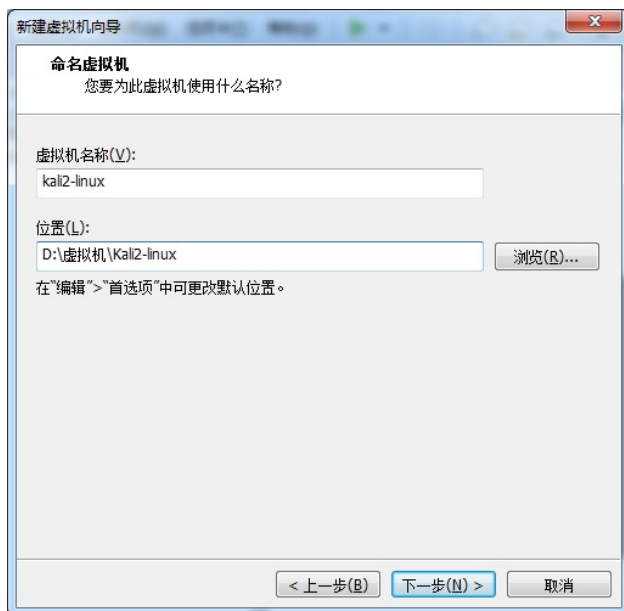 新建虚拟机向导
命名虚拟机
您要为此虚拟机使用什么名称?
虚拟机名称(V):
kali2-linux
位置(L):
D:\虚拟机\Kali2-linux
浏览(R)...
在"编辑">"首选项"中可更改默认位置。
< 上一步(B)
下一步(N) >
取消